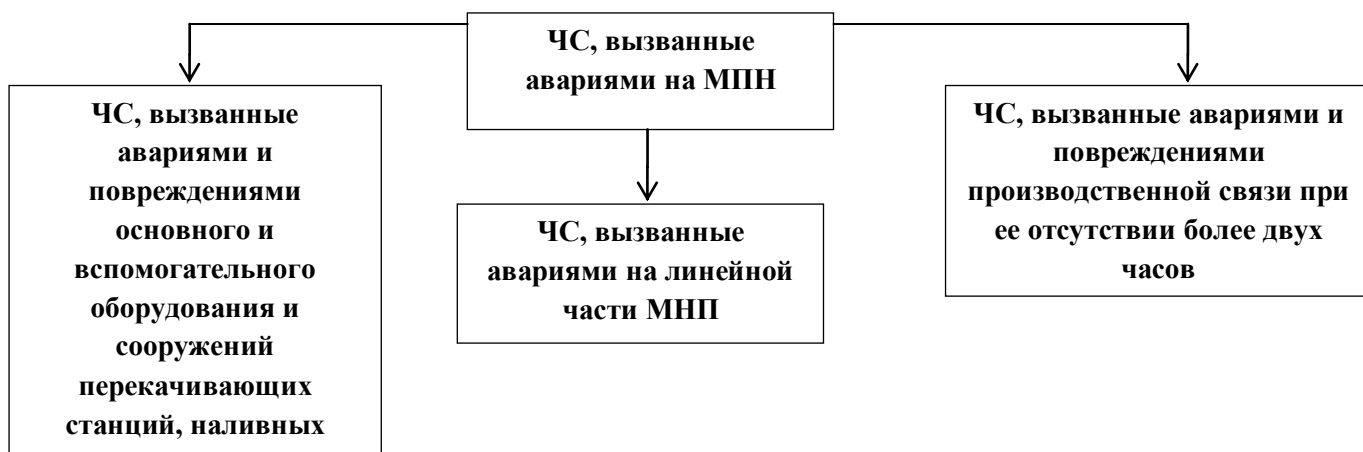 ЧС, вызванные
авариями на МПН
ЧС, вызванные
авариями и
повреждениями
основного и
вспомогательного
оборудования и
сооружений
перекачивающих
станций, наливных
ЧС, вызванные
авариями на линейной
части МНП
ЧС, вызванные авариями и
повреждениями
производственной связи при
ее отсутствии более двух
часов